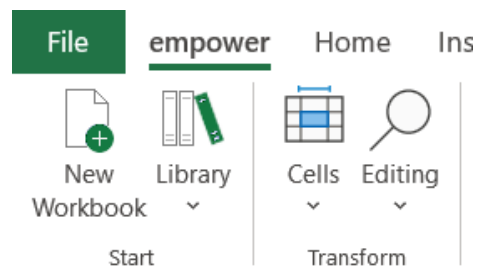 File empower Home Ins
New Workbook Library Cells Editing
Start Transform